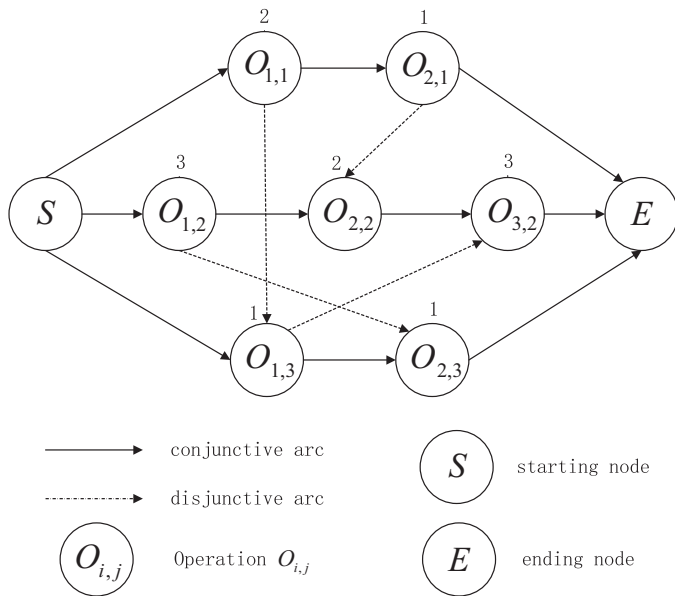 2 1
O1,1 O2,1
3 2 3
S O1,2 O2,2 O3,2 E
1 1
O1,3 O2,3
conjunctive arc
S starting node
disjunctive arc
Oi,j Operation Oi,j
E ending node